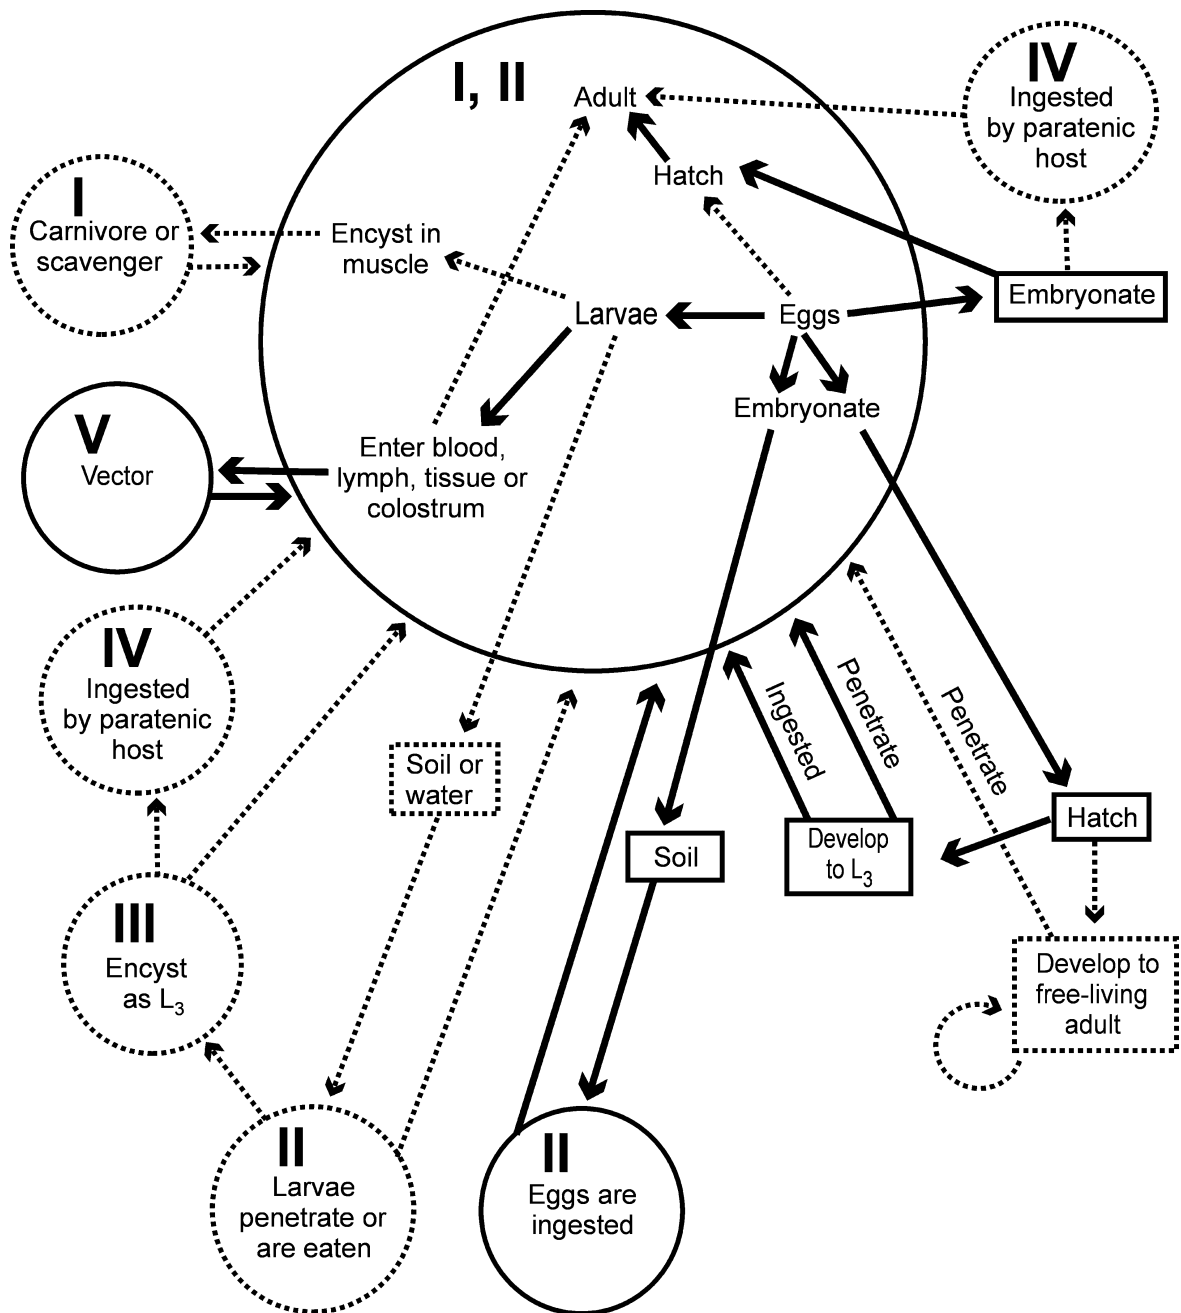 I, II
Adult
Hatch
IV
Ingested
by paratenic
host
I
Carnivore or
scavenger
Encyst in
muscle
Larvae
Eggs
Embryonate
Embryonate
V
Vector
Enter blood,
lymph, tissue or
colostrum
IV
Ingested
by paratenic
host
Soil or
water
Ingested
Penetrate
Penetrate
Soil
Develop
to L₃
Hatch
III
Encyst
as L₃
Develop to
free-living
adult
II
Larvae
penetrate or
are eaten
II
Eggs are
ingested